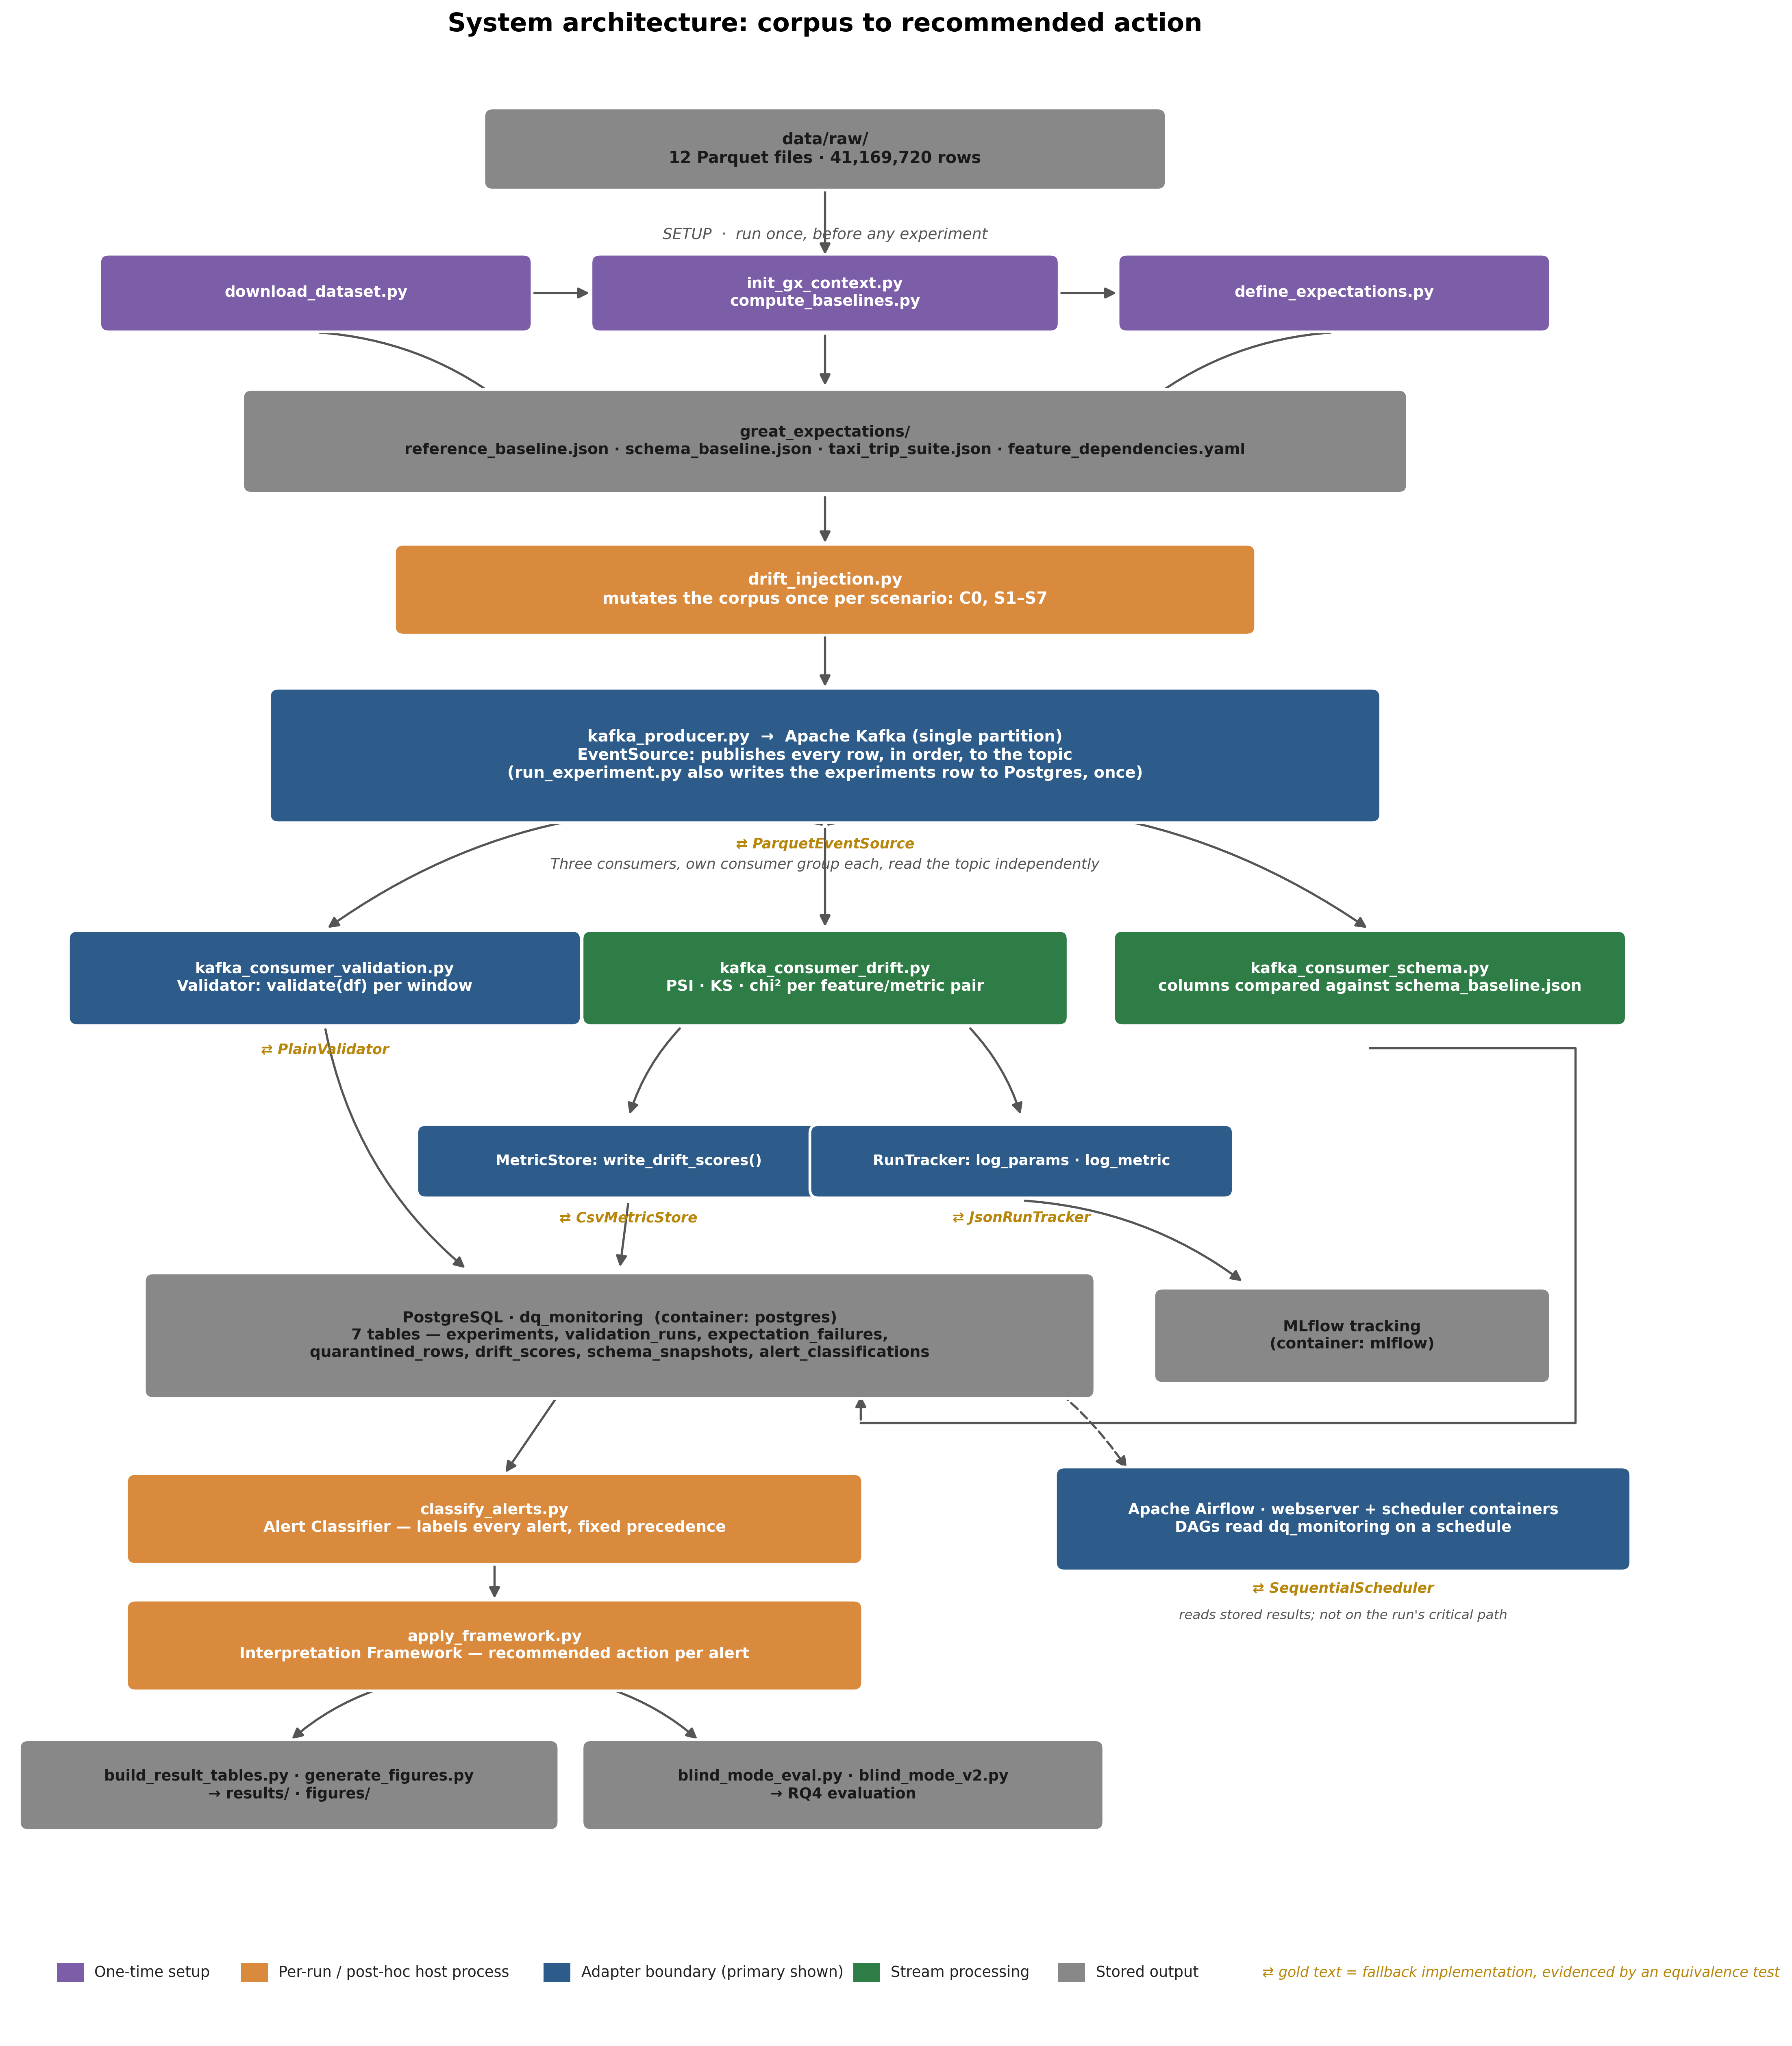 System architecture: corpus to recommended action
data/raw/
12 Parquet files · 41,169,720 rows
SETUP · run once, before any experiment
download_dataset.py
init_gx_context.py
compute_baselines.py
define_expectations.py
great_expectations/
reference_baseline.json · schema_baseline.json · taxi_trip_suite.json · feature_dependencies.yaml
drift_injection.py
mutates the corpus once per scenario: C0, S1–S7
kafka_producer.py → Apache Kafka (single partition)
EventSource: publishes every row, in order, to the topic
(run_experiment.py also writes the experiments row to Postgres, once)
⇄ ParquetEventSource
Three consumers, own consumer group each, read the topic independently
kafka_consumer_validation.py
Validator: validate(df) per window
kafka_consumer_drift.py
PSI · KS · chi² per feature/metric pair
kafka_consumer_schema.py
columns compared against schema_baseline.json
⇄ PlainValidator
MetricStore: write_drift_scores()
RunTracker: log_params · log_metric
⇄ CsvMetricStore
⇄ JsonRunTracker
PostgreSQL · dq_monitoring (container: postgres)
7 tables — experiments, validation_runs, expectation_failures,
quarantined_rows, drift_scores, schema_snapshots, alert_classifications
MLflow tracking
(container: mlflow)
classify_alerts.py
Alert Classifier — labels every alert, fixed precedence
Apache Airflow · webserver + scheduler containers
DAGs read dq_monitoring on a schedule
⇄ SequentialScheduler
reads stored results; not on the run's critical path
apply_framework.py
Interpretation Framework — recommended action per alert
build_result_tables.py · generate_figures.py
→ results/ · figures/
blind_mode_eval.py · blind_mode_v2.py
→ RQ4 evaluation
One-time setup
Per-run / post-hoc host process
Adapter boundary (primary shown)
Stream processing
Stored output
⇄ gold text = fallback implementation, evidenced by an equivalence test